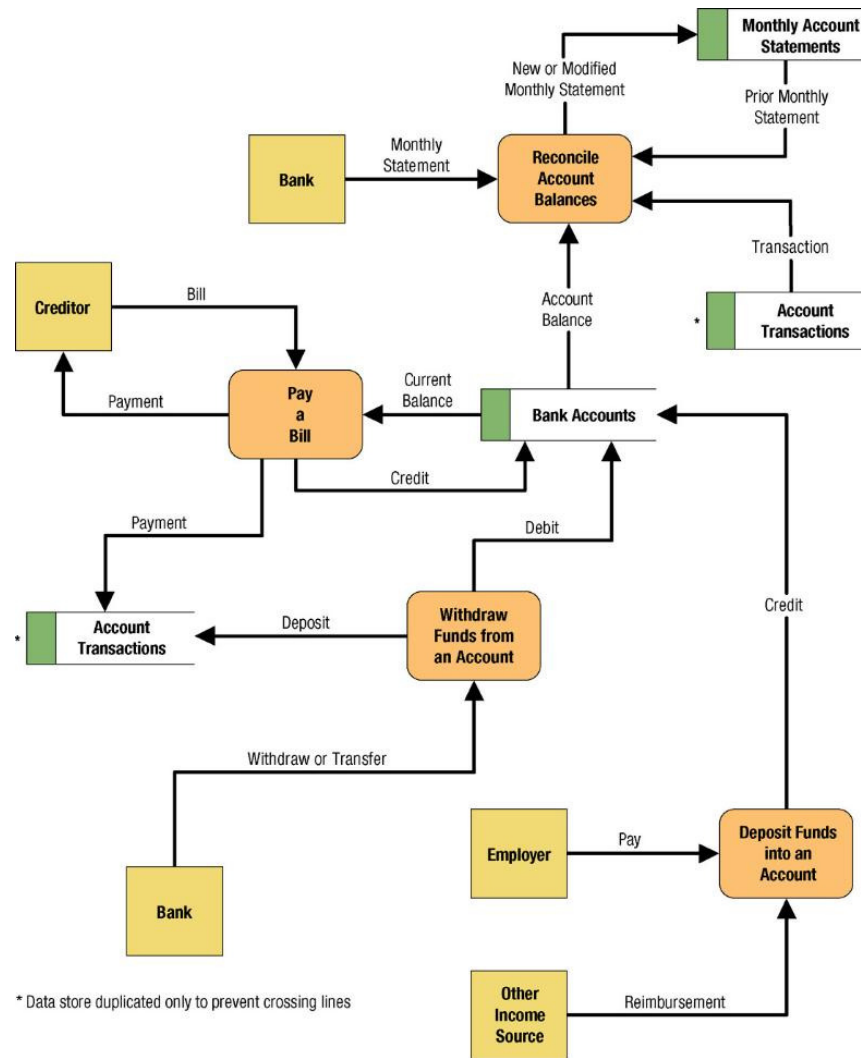 Monthly Account
Statements
New or Modified
Monthly Statement
Prior Monthly
Statement
Monthly
Statement
Bank
Reconcile
Account
Balances
Transaction
Bill
Creditor
Account
Balance
*
Account
Transactions
Payment
Pay
a
Bill
Current
Balance
Bank Accounts
Credit
Payment
Debit
Credit
*
Account
Transactions
Deposit
Withdraw
Funds from
an Account
Withdraw or Transfer
Employer
Pay
Deposit Funds
into an
Account
Bank
* Data store duplicated only to prevent crossing lines
Other
Income
Source
Reimbursement